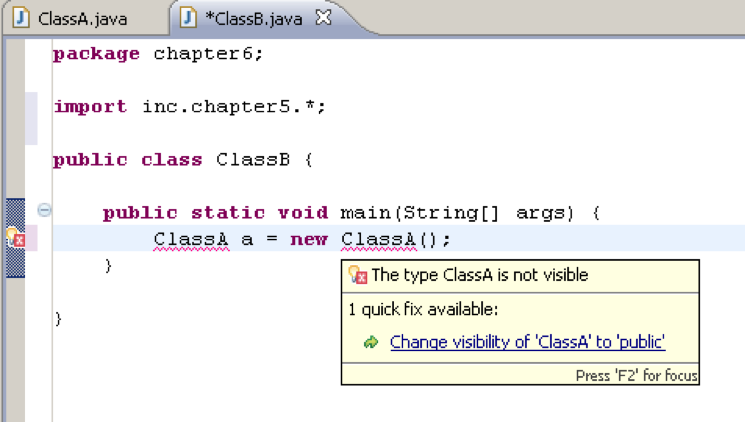 ClassA.java *ClassB.java
package chapter6;
import inc.chapter5.*;
public class ClassB {
public static void main(String[] args) {
ClassA a = new ClassA();
}
The type ClassA is not visible
1 quick fix available:
}
Change visibility of 'ClassA' to 'public'
Press 'F2' for focus